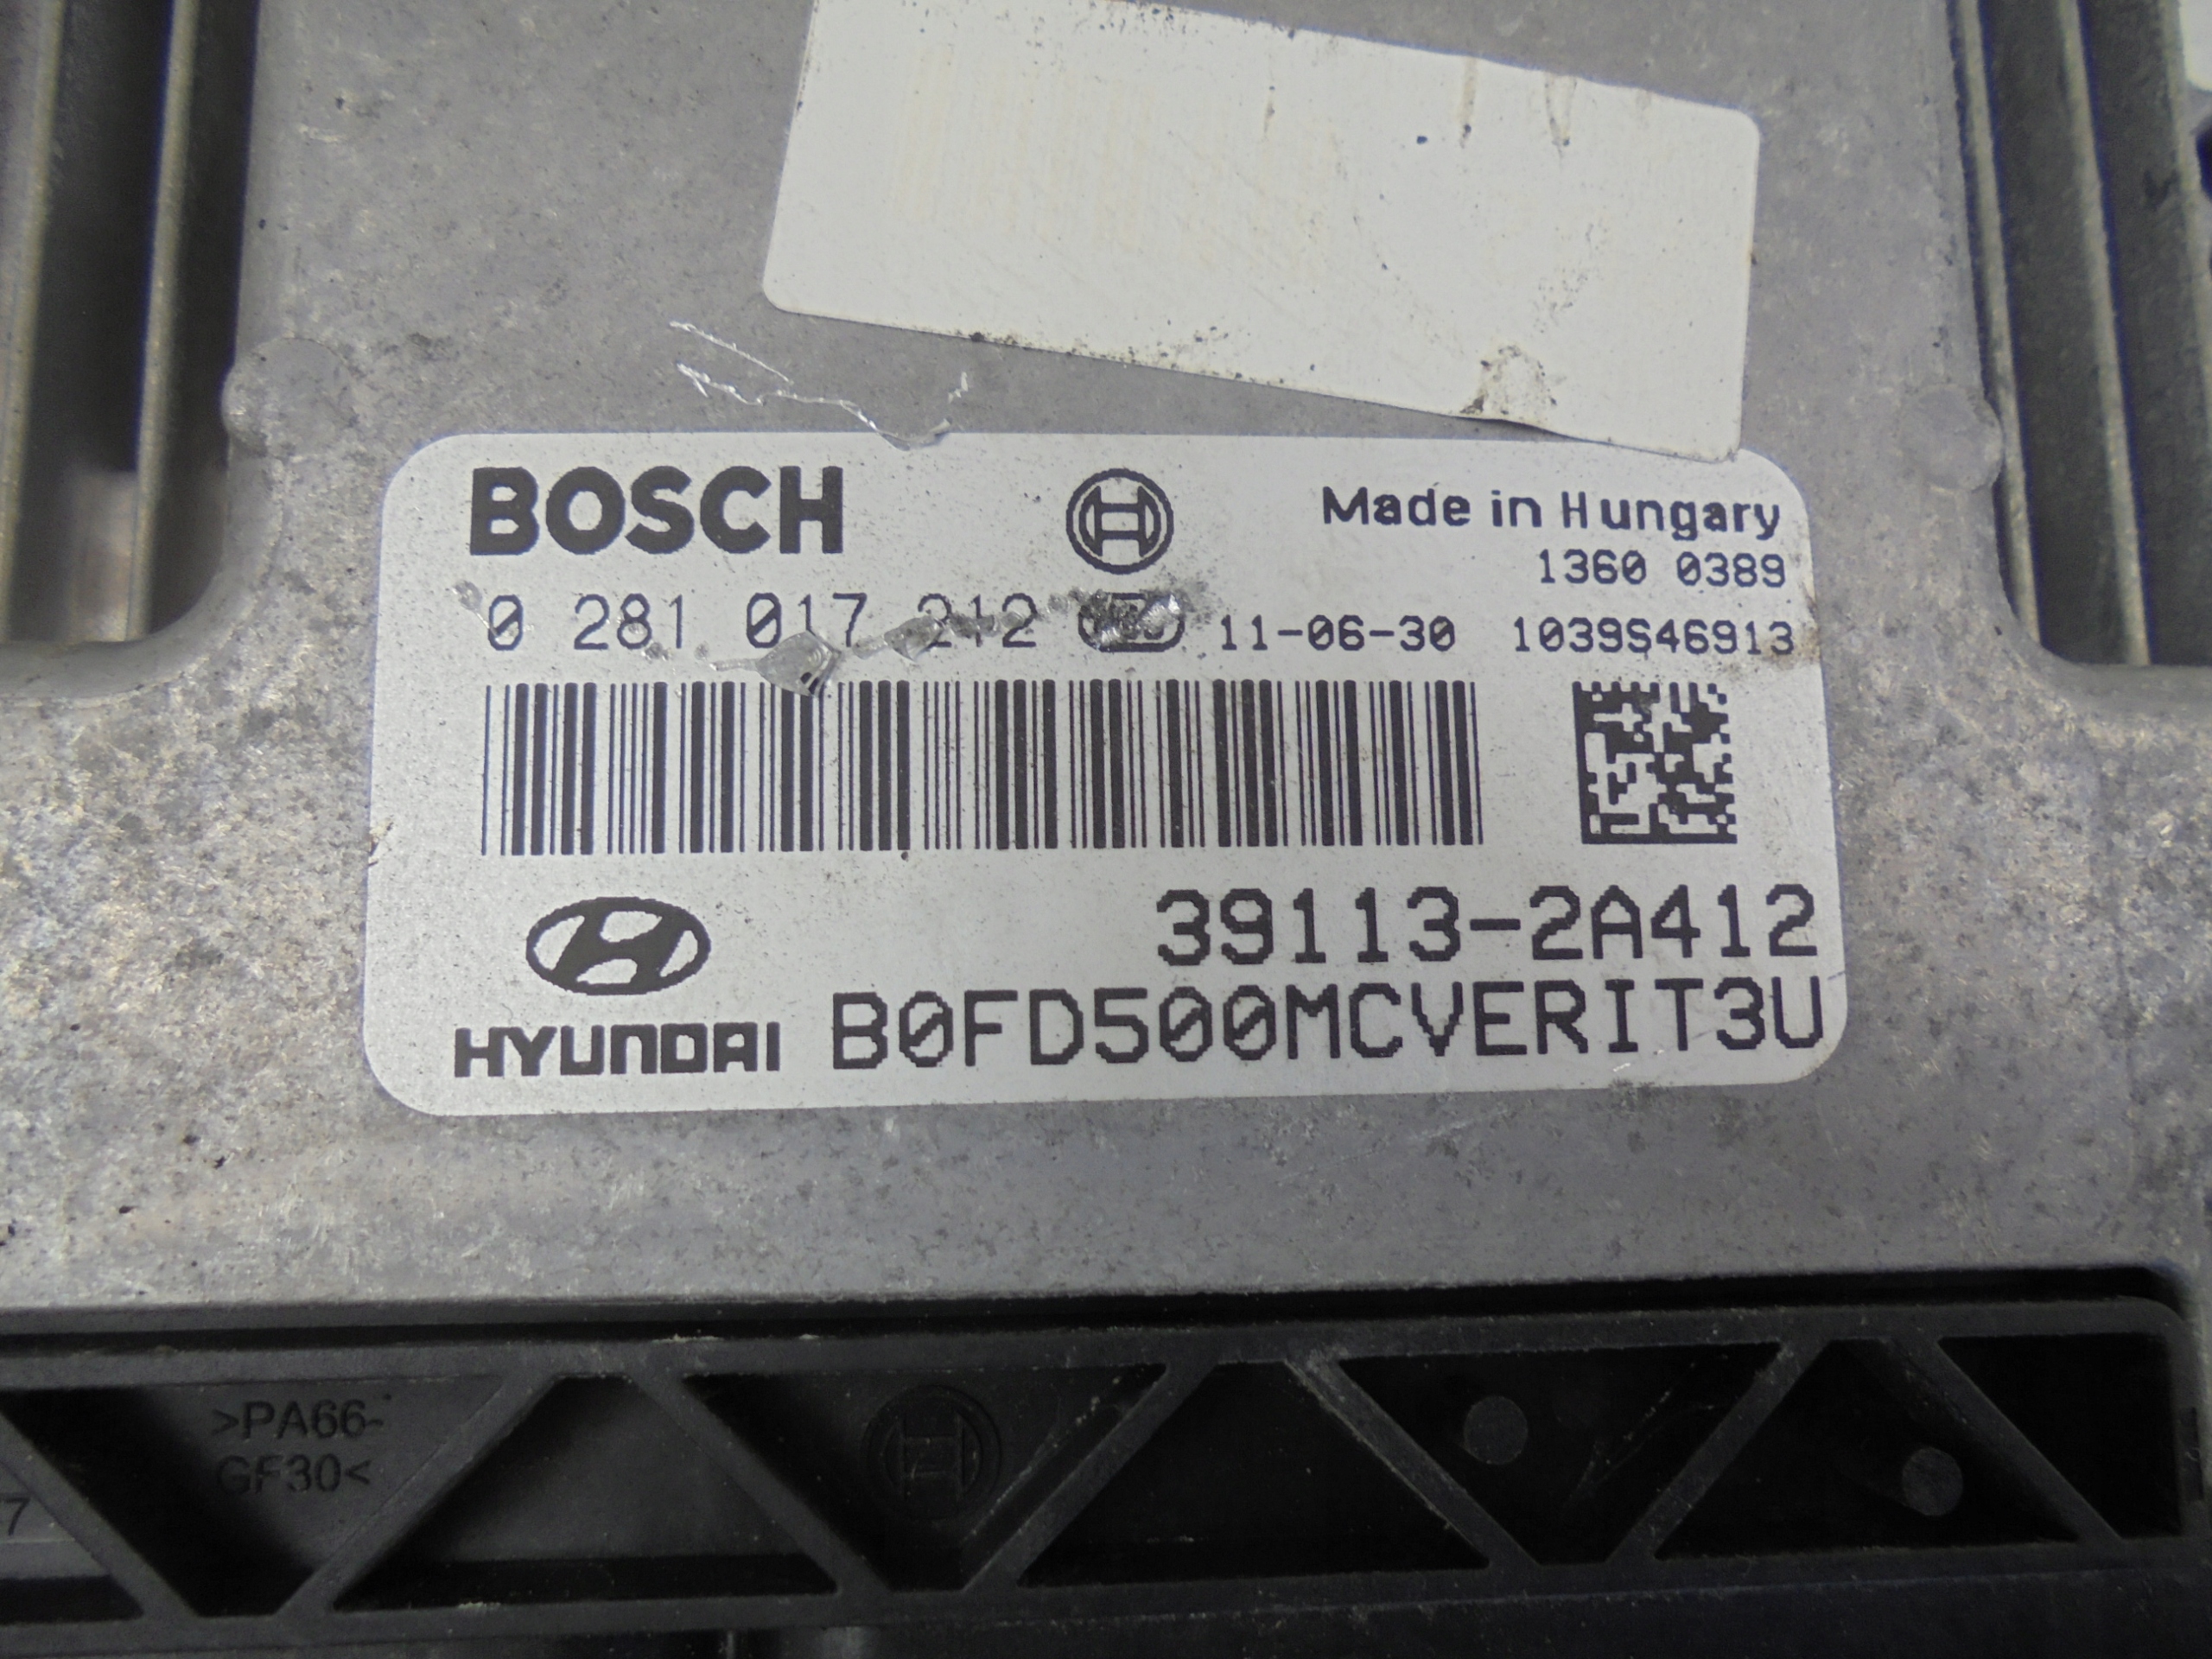 BOSCH
Made in Hungary
1360 0389
0 281 017 212
11-06-30 1039S46913
39113-2A412
HYUNDAI B0FD500MCVERIT3U
>PA66-
GF30<